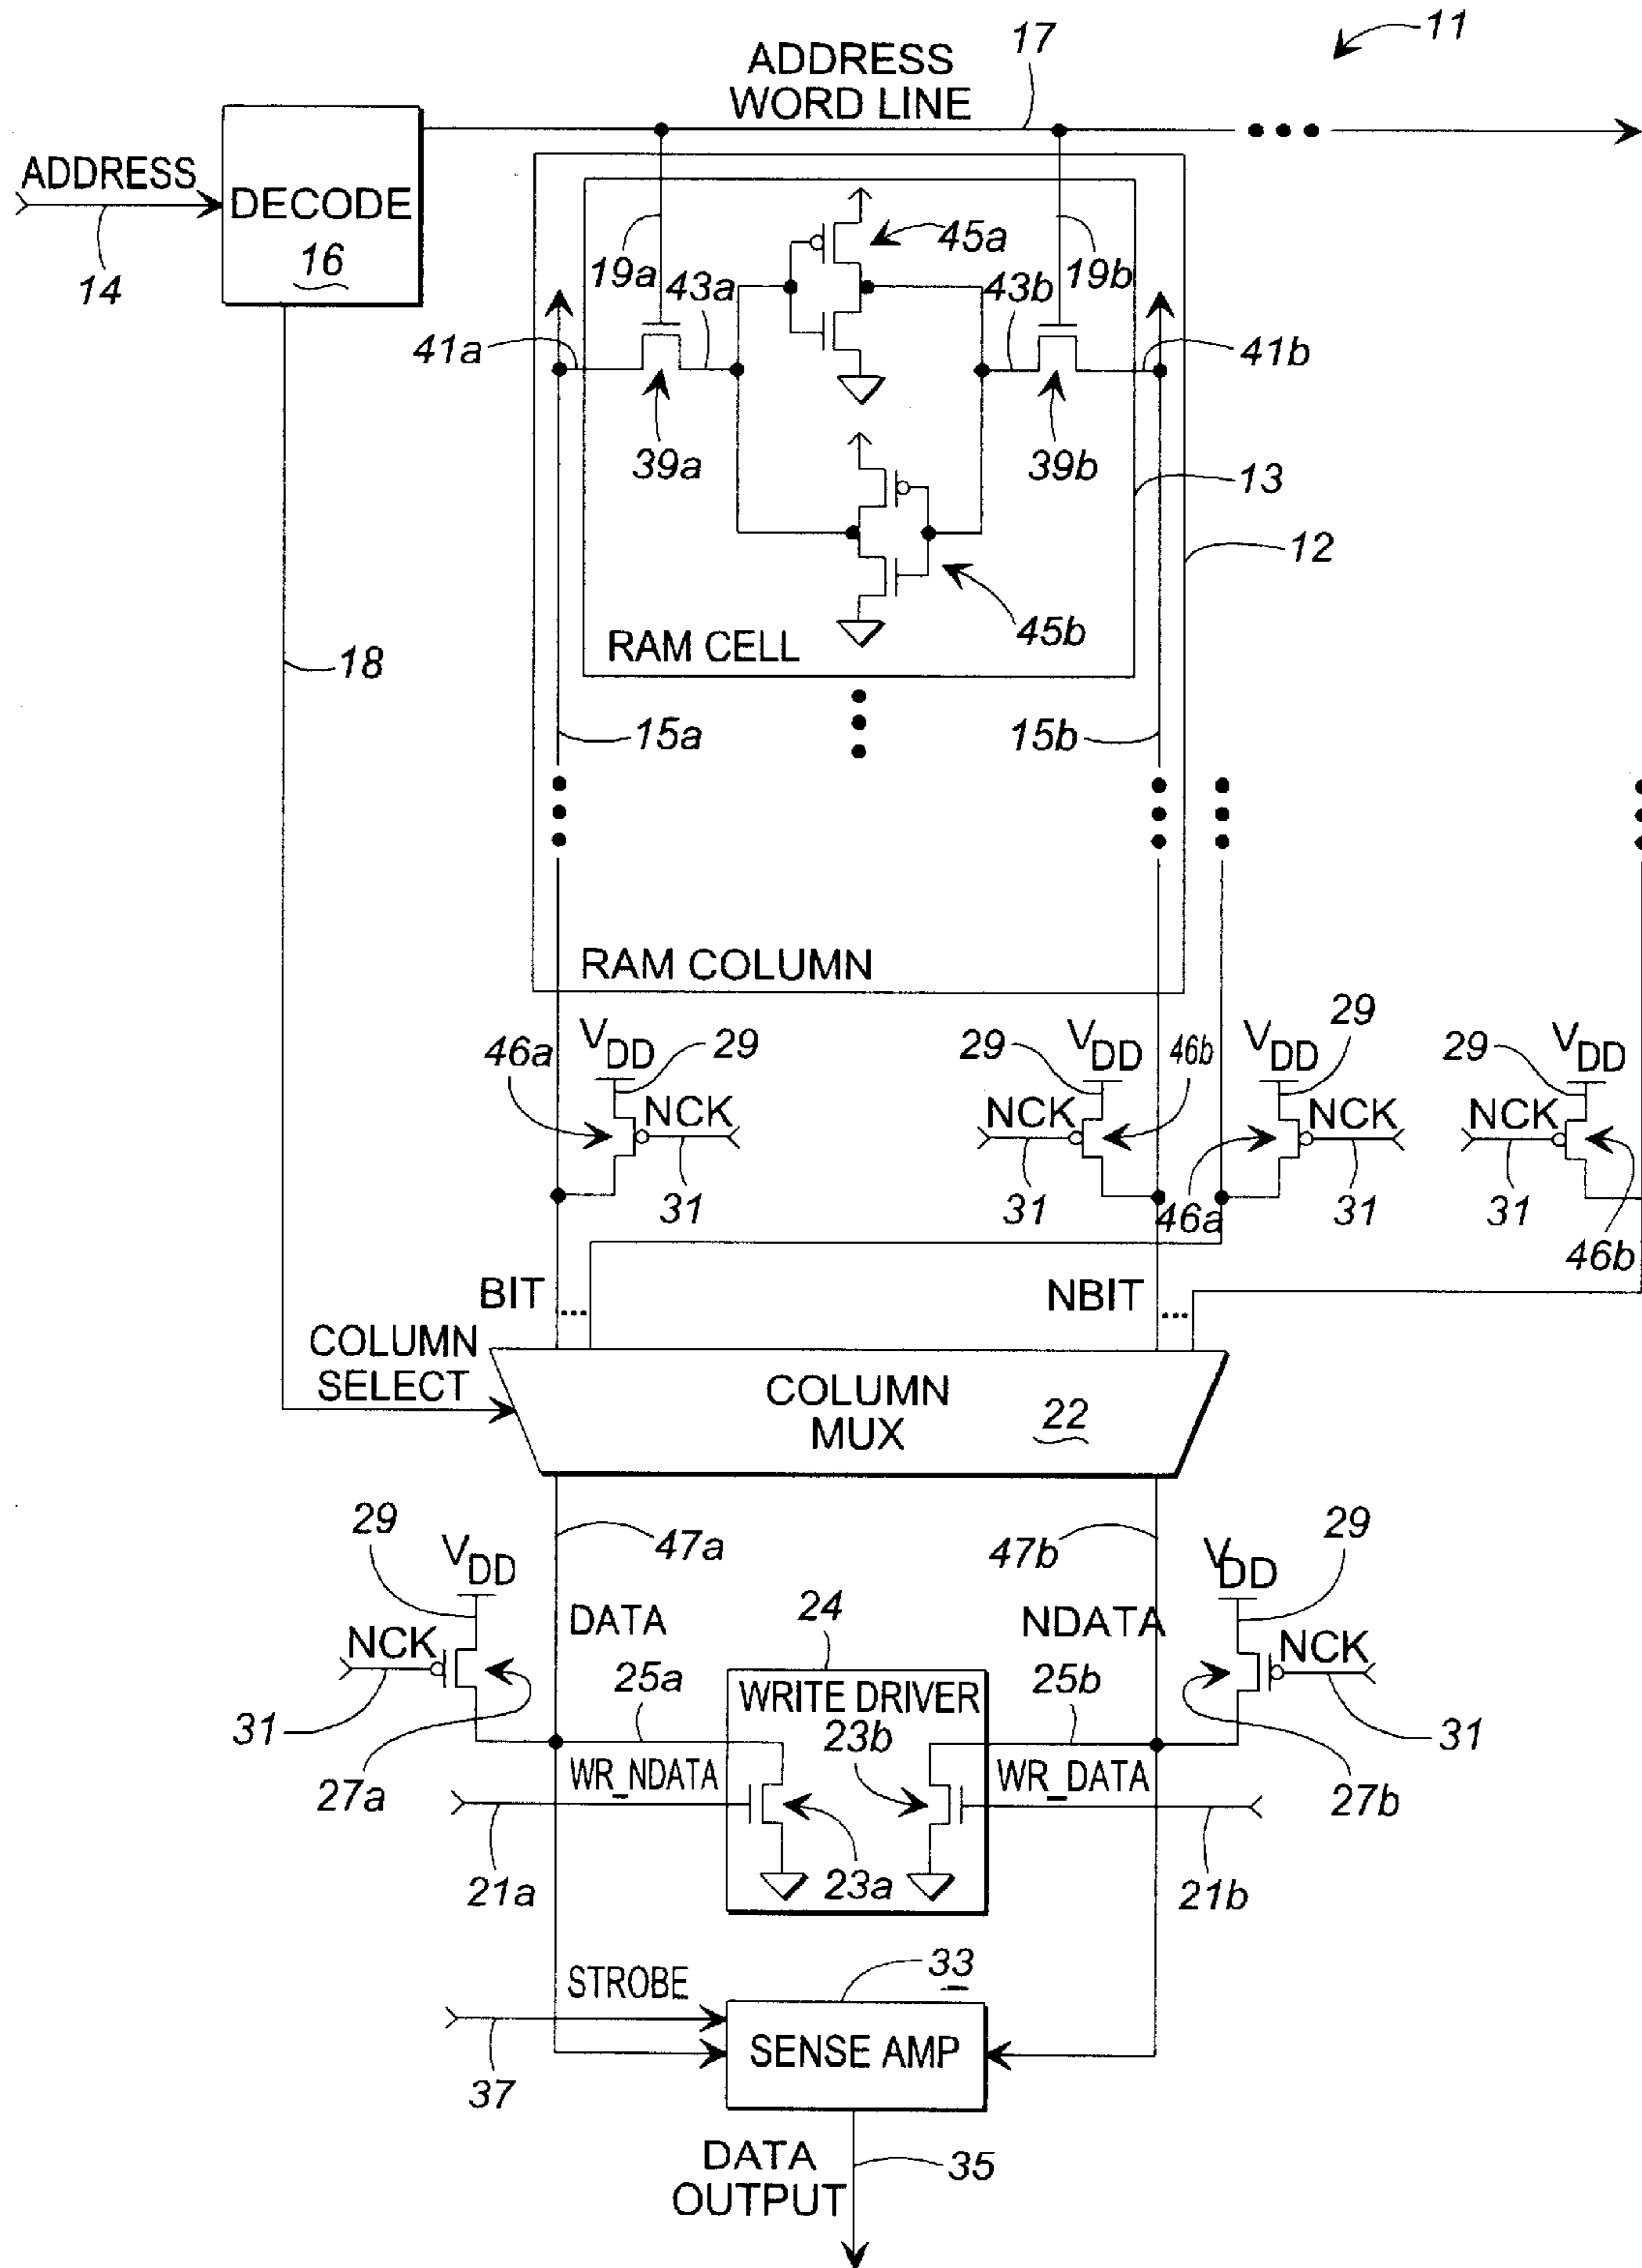 11
17
ADDRESS
WORD LINE
ADDRESS
14
DECODE
16
19a
43a
45a
43b
19b
41a
41b
39a
39b
13
12
45b
RAM CELL
18
15a
15b
RAM COLUMN
46a
VDD
29
NCK
31
29
VDD
46b
NCK
31
VDD
29
NCK
46a
31
29
VDD
NCK
31
46b
BIT
...
NBIT
...
COLUMN
SELECT
COLUMN
MUX
22
47a
47b
29
VDD
NCK
31
27a
DATA
24
NDATA
29
VDD
NCK
31
27b
25a
WRITE DRIVER
25b
23b
WR_NDATA
WR_DATA
21a
23a
21b
STROBE
33
37
SENSE AMP
DATA
OUTPUT
35